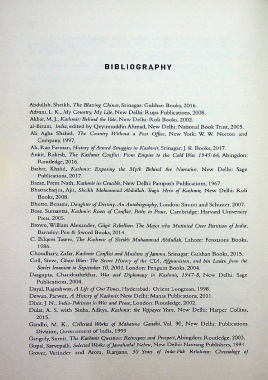 BIBLIOGRAPHY
Abdullah, Sheikh, The Blazing Chinar, Srinagar: Gulshan Books, 2016.
Advani, L. K., My Country, My Life, New Delhi: Rupa Publications, 2008.
Akbar, M. J., Kashmir: Behind the Vale, New Delhi: Roli Books, 2002.
al-Biruni, India, edited by Qeyamuddin Ahmad, New Delhi: National Book Trust, 2005.
Ali, Agha Shahid, The Country Without a Post Office, New York: W. W. Norton and
Company, 1997.
Ali, Rao Farman, History of Armed Struggles in Kashmir, Srinagar: J. K. Books, 2017.
Ankit, Rakesh, The Kashmir Conflict: From Empire to the Cold War, 1945-66, Abingdon:
Routledge, 2016.
Bashir, Khalid, Kashmir: Exposing the Myth Behind the Narrative, New Delhi: Sage
Publications, 2017.
Bazaz, Prem Nath, Kashmir in Crucible, New Delhi: Pamposh Publications, 1967.
Bhattacharjea, Ajit, Sheikh Mohammad Abdullah: Tragic Hero of Kashmir, New Delhi: Roli
Books, 2008.
Bhutto, Benazir, Daughter of Destiny: An Autobiography, London: Simon and Schuster, 2007.
Bose, Sumantra, Kashmir: Roots of Conflict, Paths to Peace, Cambridge: Harvard University
Press, 2005.
Brown, William Alexander, Gilgit Rebellion: The Major who Mutinied Over Partition of India,
Barnsley: Pen & Sword Books, 2014.
C. Bilqees Taseer, The Kashmir of Sheikh Muhammad Abdullah, Lahore: Ferozsons Books,
1986.
Choudhary, Zafar, Kashmir Conflict and Muslims of Jammu, Srinagar: Gulshan Books, 2015.
Coll, Steve, Ghost Wars: The Secret History of the CIA, Afghanistan, and bin Laden from the
Soviet Invasion to September 10, 2001, London: Penguin Books, 2004.
Dasgupta, Chandrashekhar, War and Diplomacy in Kashmir, 1947-8, New Delhi: Sage
Publications, 2004.
Dayal, Rajeshwar, A Life of Our Times, Hyderabad: Orient Longman, 1998.
Dewan, Parvez, A History of Kashmir, New Delhi: Manas Publications, 2011.
Dixit, J. N., India-Pakistan in War and Peace, London: Routledge, 2002.
Dulat, A. S. with Sinha, Aditya, Kashmir: the Vajpayee Years, New Delhi: Harper Collins,
2015.
Gandhi, M. K., Collected Works of Mahatma Gandhi, Vol. 90, New Delhi: Publications
Division, Government of India, 1999.
Ganguly, Sumit, The Kashmir Question: Retrospect and Prospect, Abingdon: Routledge, 2003.
Gopal, Sarvepalli, Selected Works of Jawaharlal Nehru, New Delhi: Nehru Publishing, 1993.
Grover, Verinder and Arora, Ranjana, 50 Years of Indo-Pak Relations: Chronology of